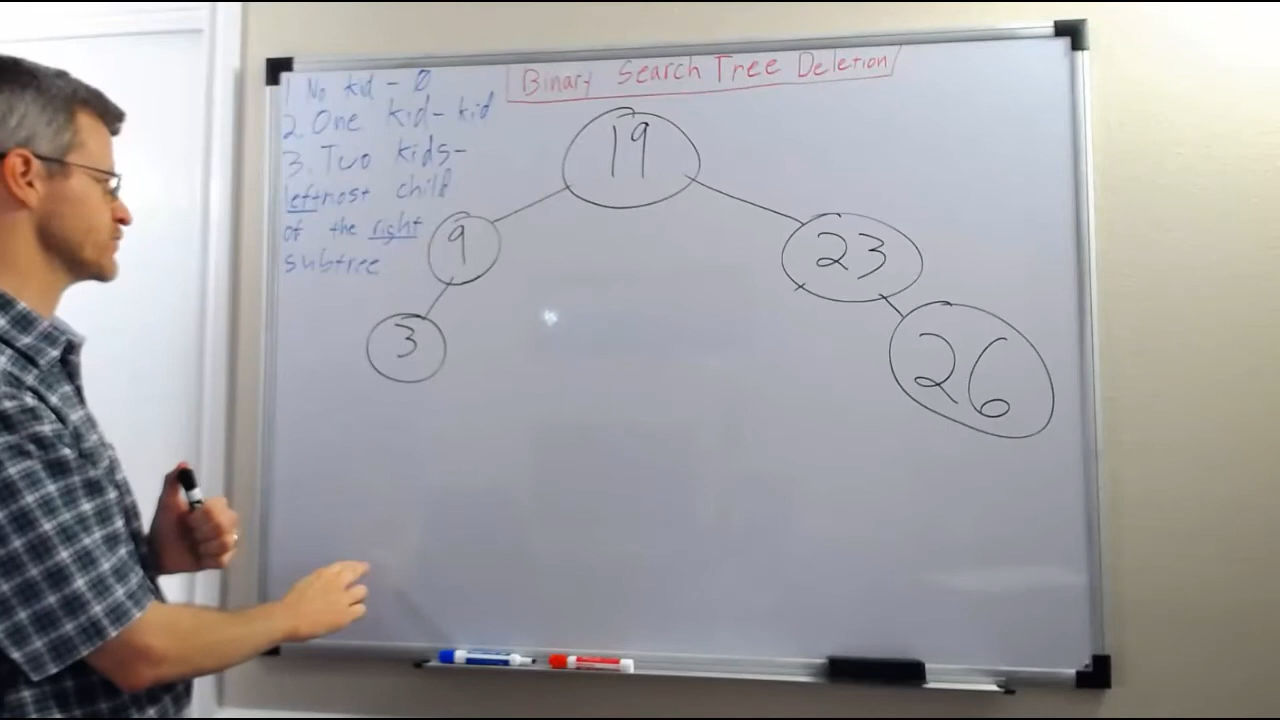 Binary Search Tree Deletion
1 No kid - Ø
2. One kid - kid
3. Two kids-
leftmost child
of the right
subtree
19
9
23
3
26